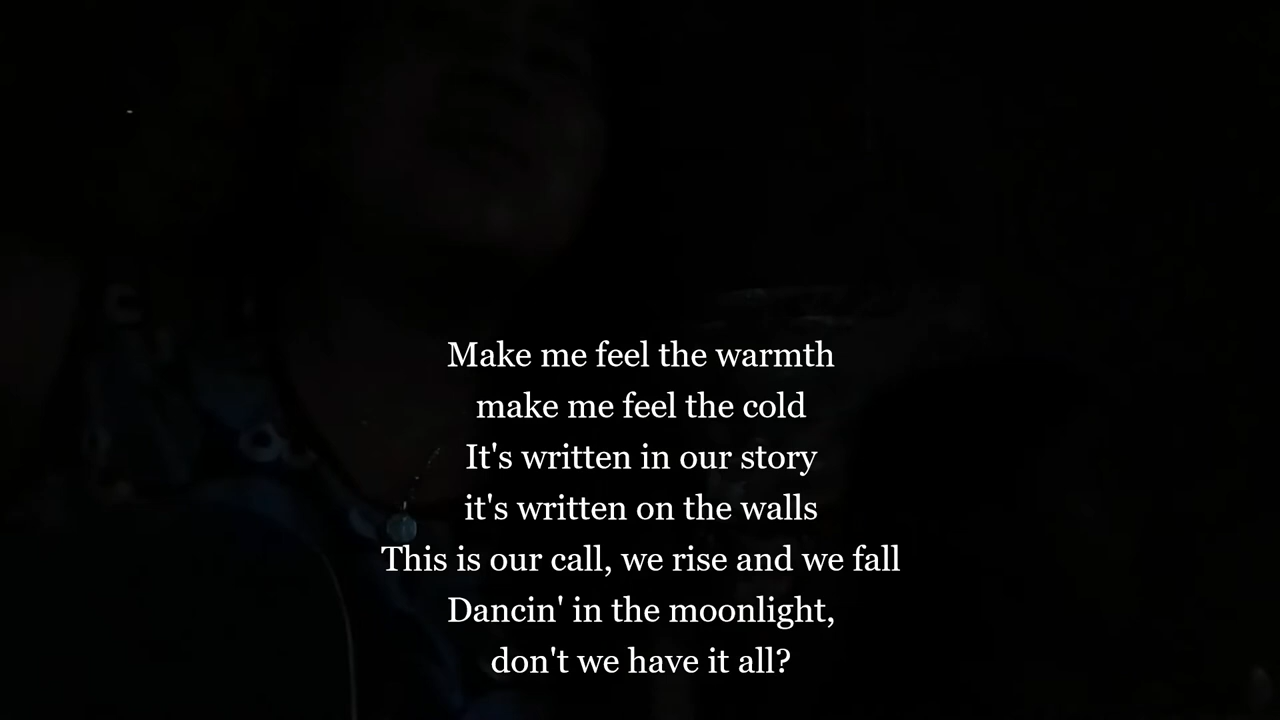 Make me feel the warmth
make me feel the cold
It's written in our story
it's written on the walls
This is our call, we rise and we fall
Dancin' in the moonlight,
don't we have it all?